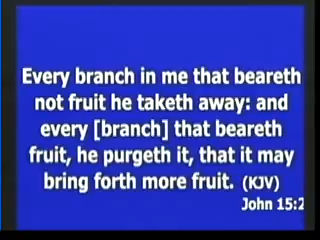 Every branch in me that beareth
not fruit he taketh away: and
every [branch] that beareth
fruit, he purgeth it, that it may
bring forth more fruit. (KJV)
John 15:2